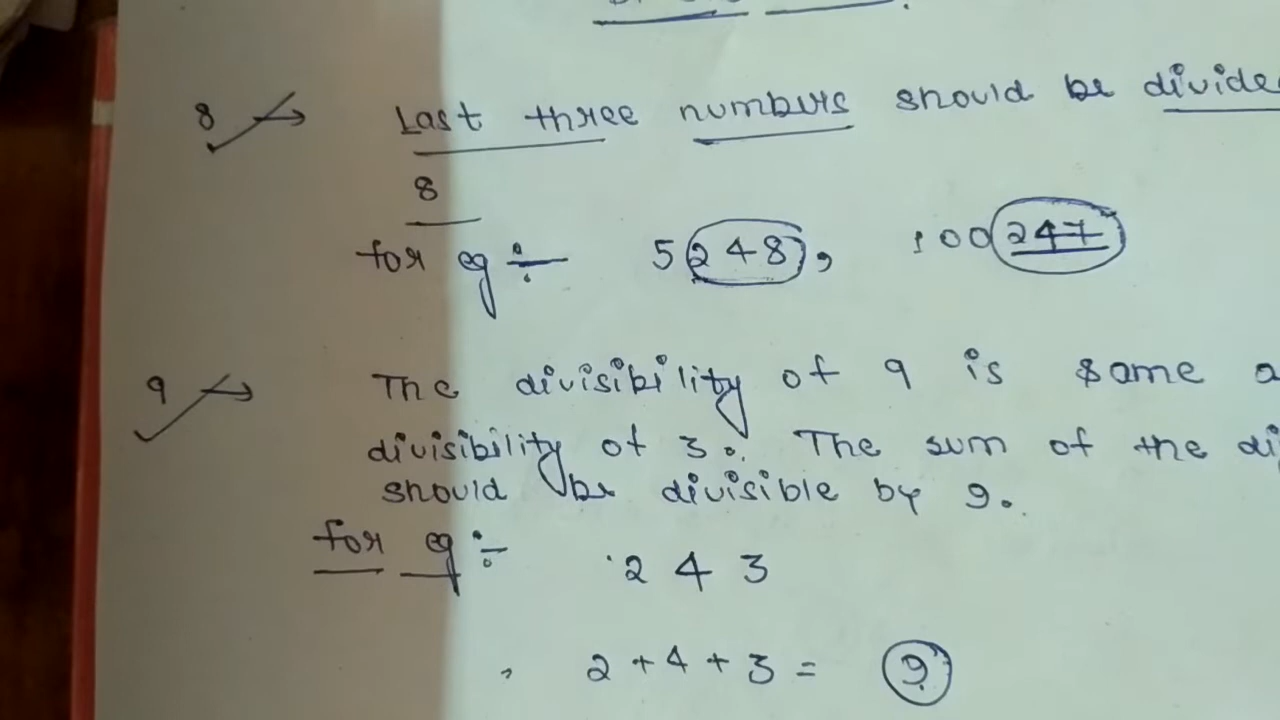 8 → Last three numbers should be divide
8
for eg ÷ 5248, 100247
9 → The divisibility of 9 is same a
divisibility of 3. The sum of the di
should be divisible by 9.
for eg ÷ 243
2+4+3 = 9